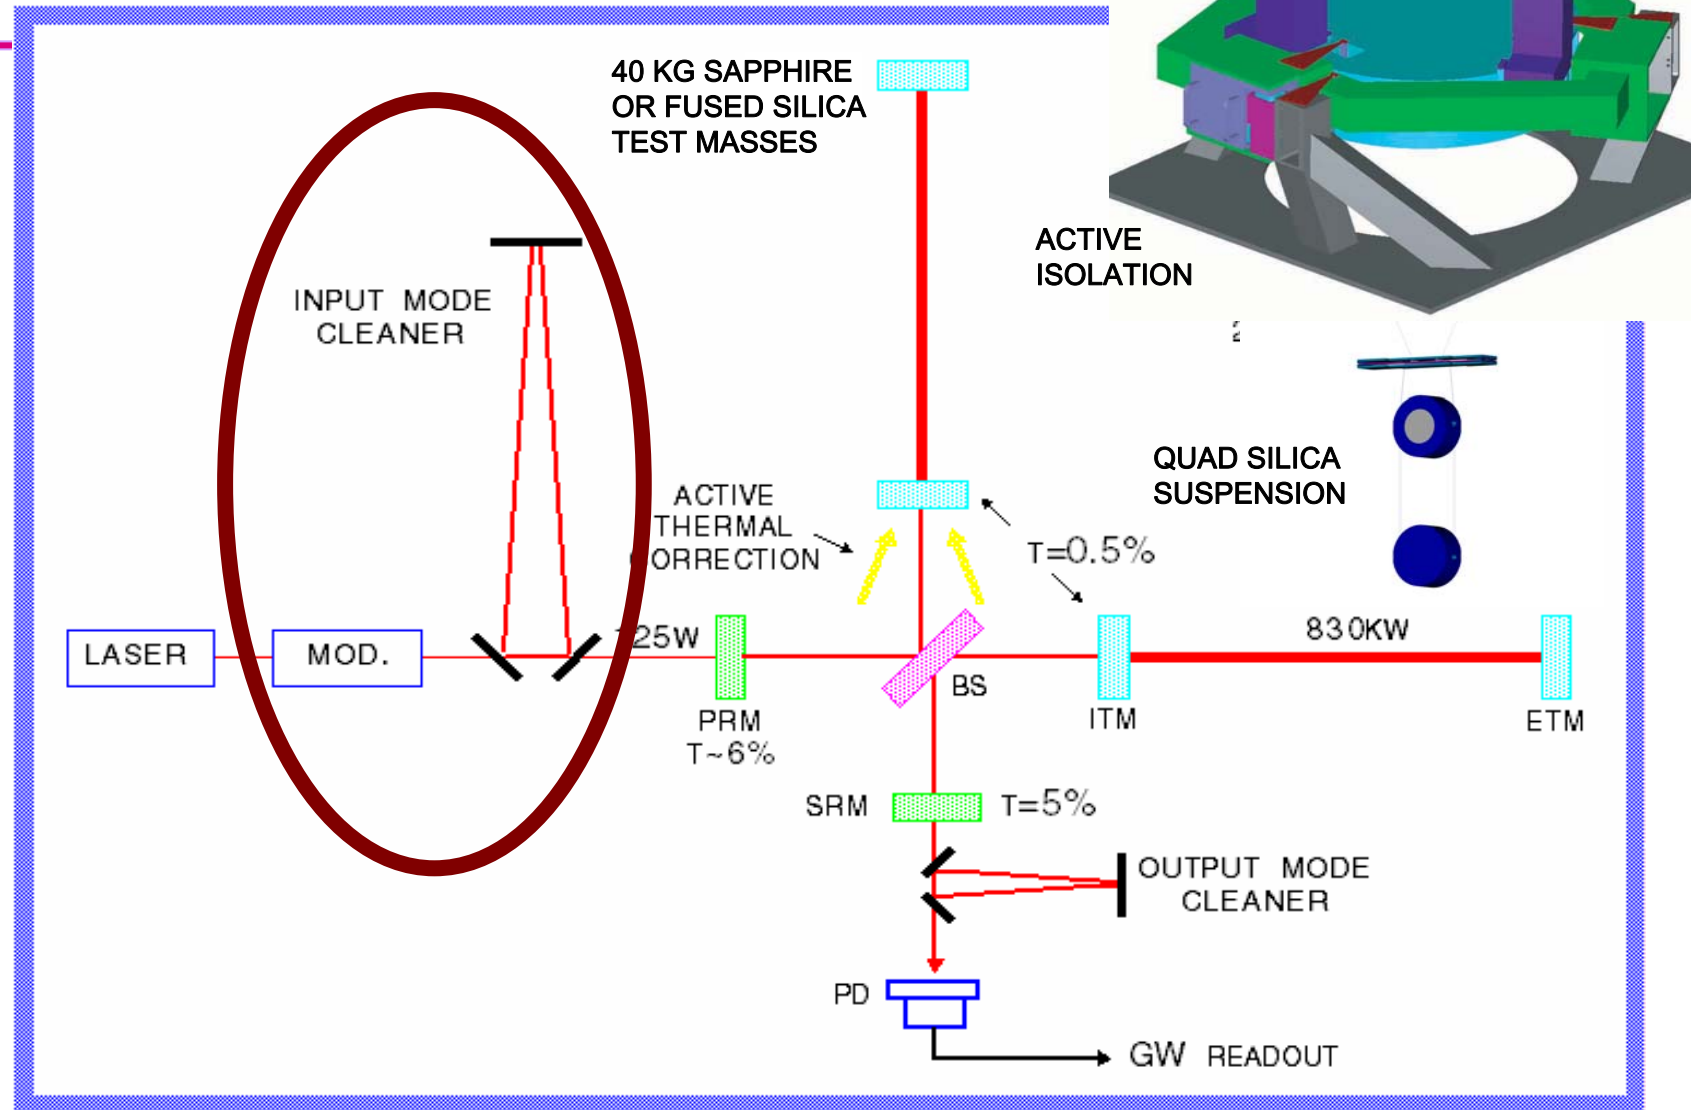 40 KG SAPPHIRE
OR FUSED SILICA
TEST MASSES
ACTIVE
ISOLATION
INPUT MODE
CLEANER
QUAD SILICA
SUSPENSION
ACTIVE
THERMAL
CORRECTION
T=0.5%
LASER
MOD.
125W
830KW
BS
PRM
T~6%
ITM
ETM
SRM
T=5%
OUTPUT MODE
CLEANER
PD
GW READOUT